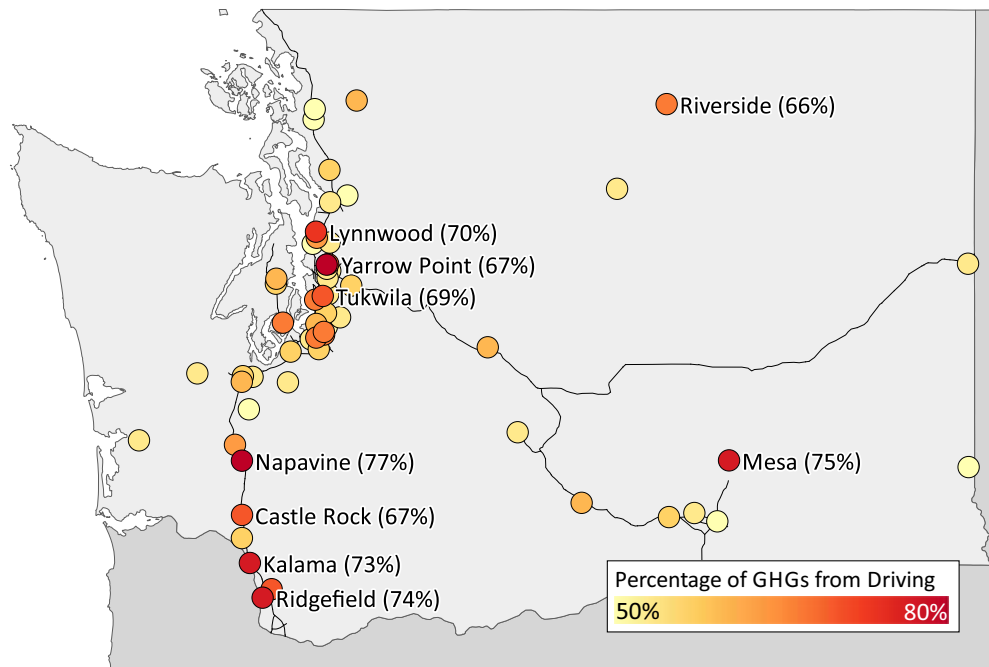 Riverside (66%)
Lynnwood (70%)
Yarrow Point (67%)
Tukwila (69%)
Napavine (77%)
Mesa (75%)
Castle Rock (67%)
Kalama (73%)
Ridgefield (74%)
Percentage of GHGs from Driving
50% 80%